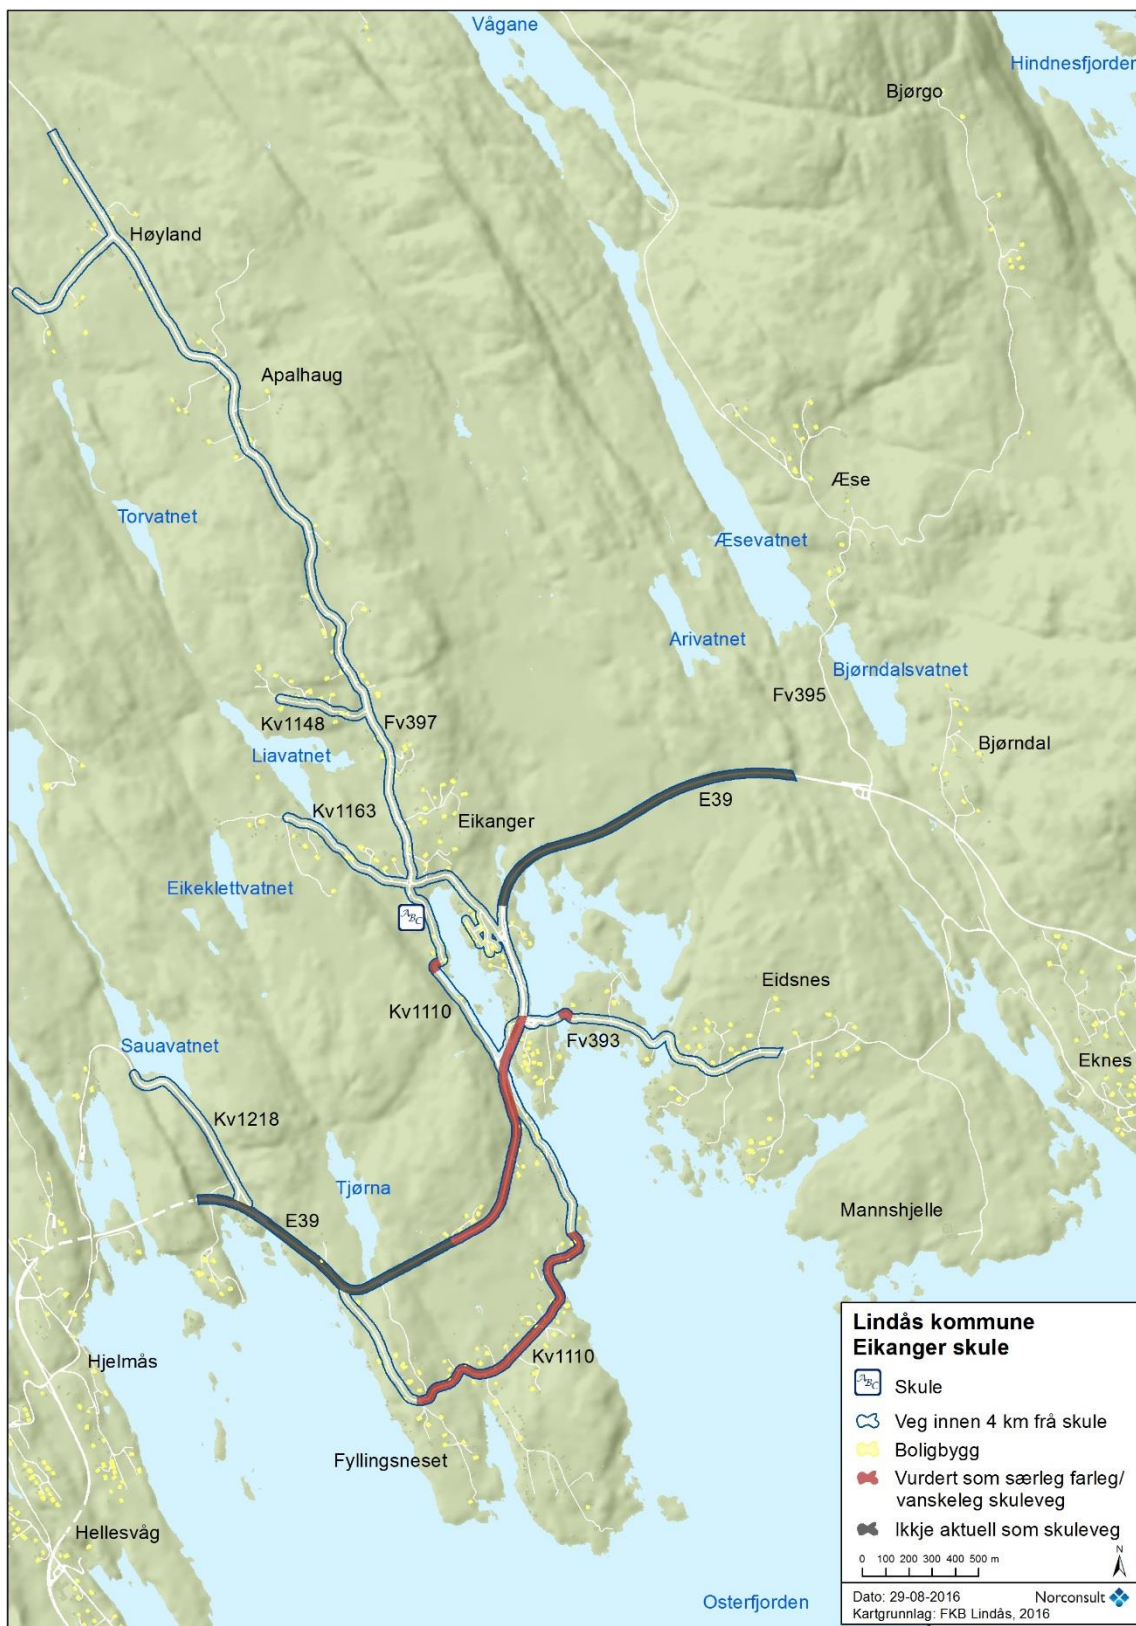 Vågane
Hindnesfjorden
Bjørgo
Høyland
Apalhaug
Æse
Torvatnet
Æsevatnet
Arivatnet
Bjørndalsvatnet
Fv395
Kv1148
Fv397
Bjørndal
Liavatnet
E39
Kv1163
Eikanger
Eikeklettvatnet
ABC
Eidsnes
Kv1110
Fv393
Sauavatnet
Eknes
Kv1218
Tjørna
Mannshjelle
E39
Kv1110
Hjelmås
Fyllingsneset
Hellesvåg
Osterfjorden
Lindås kommune
Eikanger skule
ABC
Skule
Veg innen 4 km frå skule
Boligbygg
Vurdert som særleg farleg/
vanskeleg skuleveg
Ikkje aktuell som skuleveg
N
0 100 200 300 400 500 m
Dato: 29-08-2016 Norconsult
Kartgrunnlag: FKB Lindås, 2016